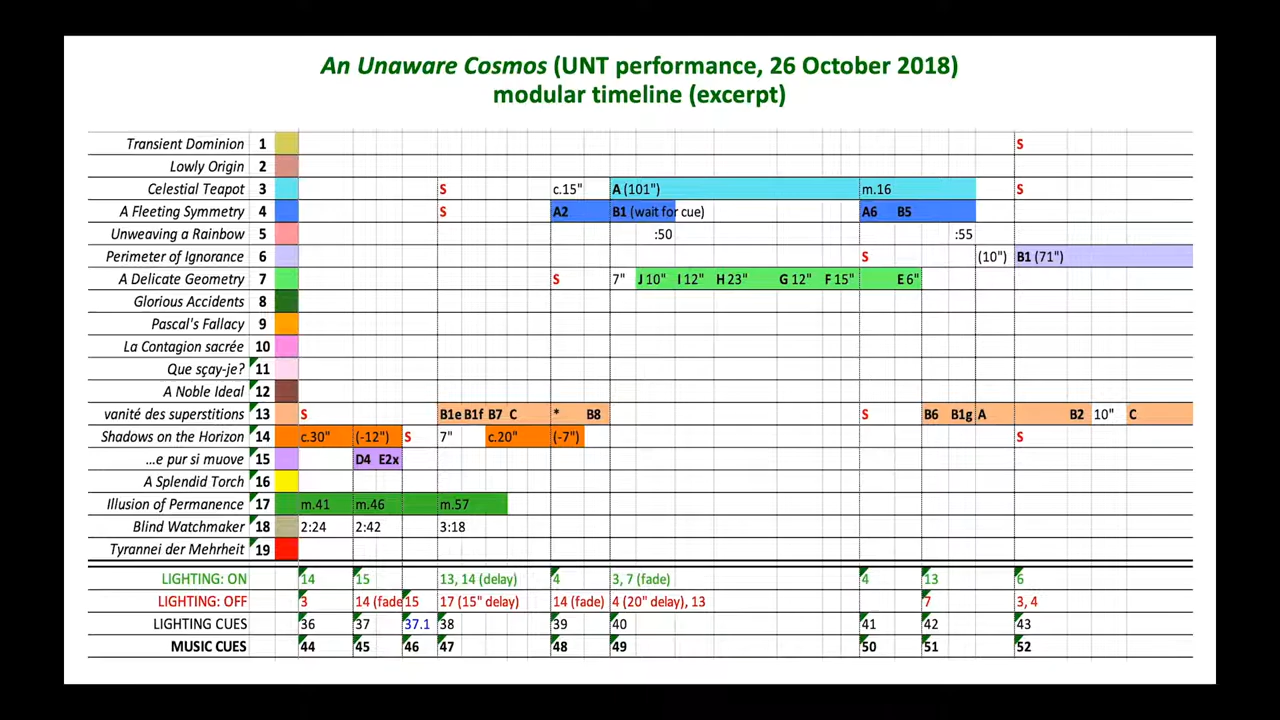 An Unaware Cosmos (UNT performance, 26 October 2018)
modular timeline (excerpt)
Transient Dominion 1 S
Lowly Origin 2
Celestial Teapot 3 S c.15" A (101") m.16 S
A Fleeting Symmetry 4 S A2 B1 (wait for cue) A6 B5
Unweaving a Rainbow 5 :50 :55
Perimeter of Ignorance 6 S (10") B1 (71")
A Delicate Geometry 7 S 7" J 10" I 12" H 23" G 12" F 15" E 6"
Glorious Accidents 8
Pascal's Fallacy 9
La Contagion sacrée 10
Que sçay-je? 11
A Noble Ideal 12
vanité des superstitions 13 S B1e B1f B7 C * B8 S B6 B1g A B2 10" C
Shadows on the Horizon 14 c.30" (-12") S 7" c.20" (-7") S
...e pur si muove 15 D4 E2x
A Splendid Torch 16
Illusion of Permanence 17 m.41 m.46 m.57
Blind Watchmaker 18 2:24 2:42 3:18
Tyrannei der Mehrheit 19
LIGHTING: ON 14 15 13, 14 (delay) 4 3, 7 (fade) 4 13 6
LIGHTING: OFF 3 14 (fade 15 17 (15" delay) 14 (fade) 4 (20" delay), 13 7 3, 4
LIGHTING CUES 36 37 37.1 38 39 40 41 42 43
MUSIC CUES 44 45 46 47 48 49 50 51 52